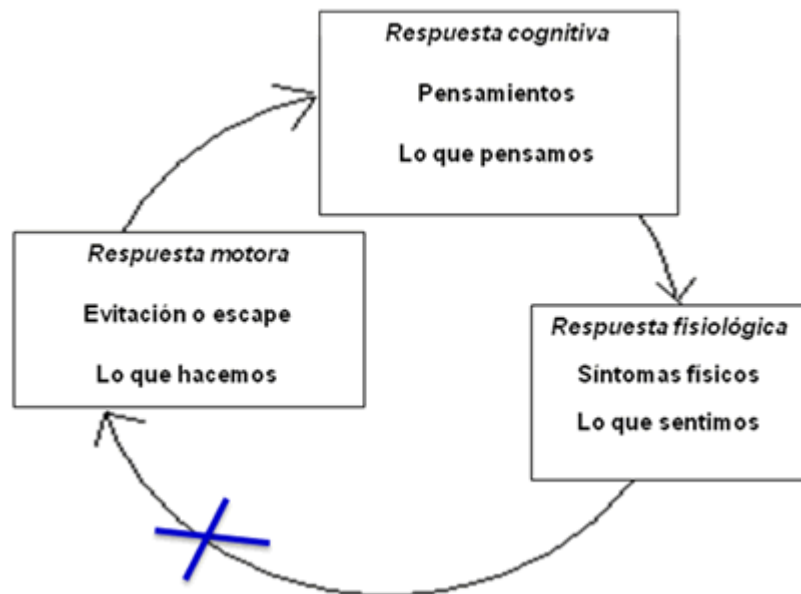 Respuesta cognitiva
Pensamientos
Lo que pensamos
Respuesta motora
Evitación o escape
Lo que hacemos
Respuesta fisiológica
Síntomas físicos
Lo que sentimos